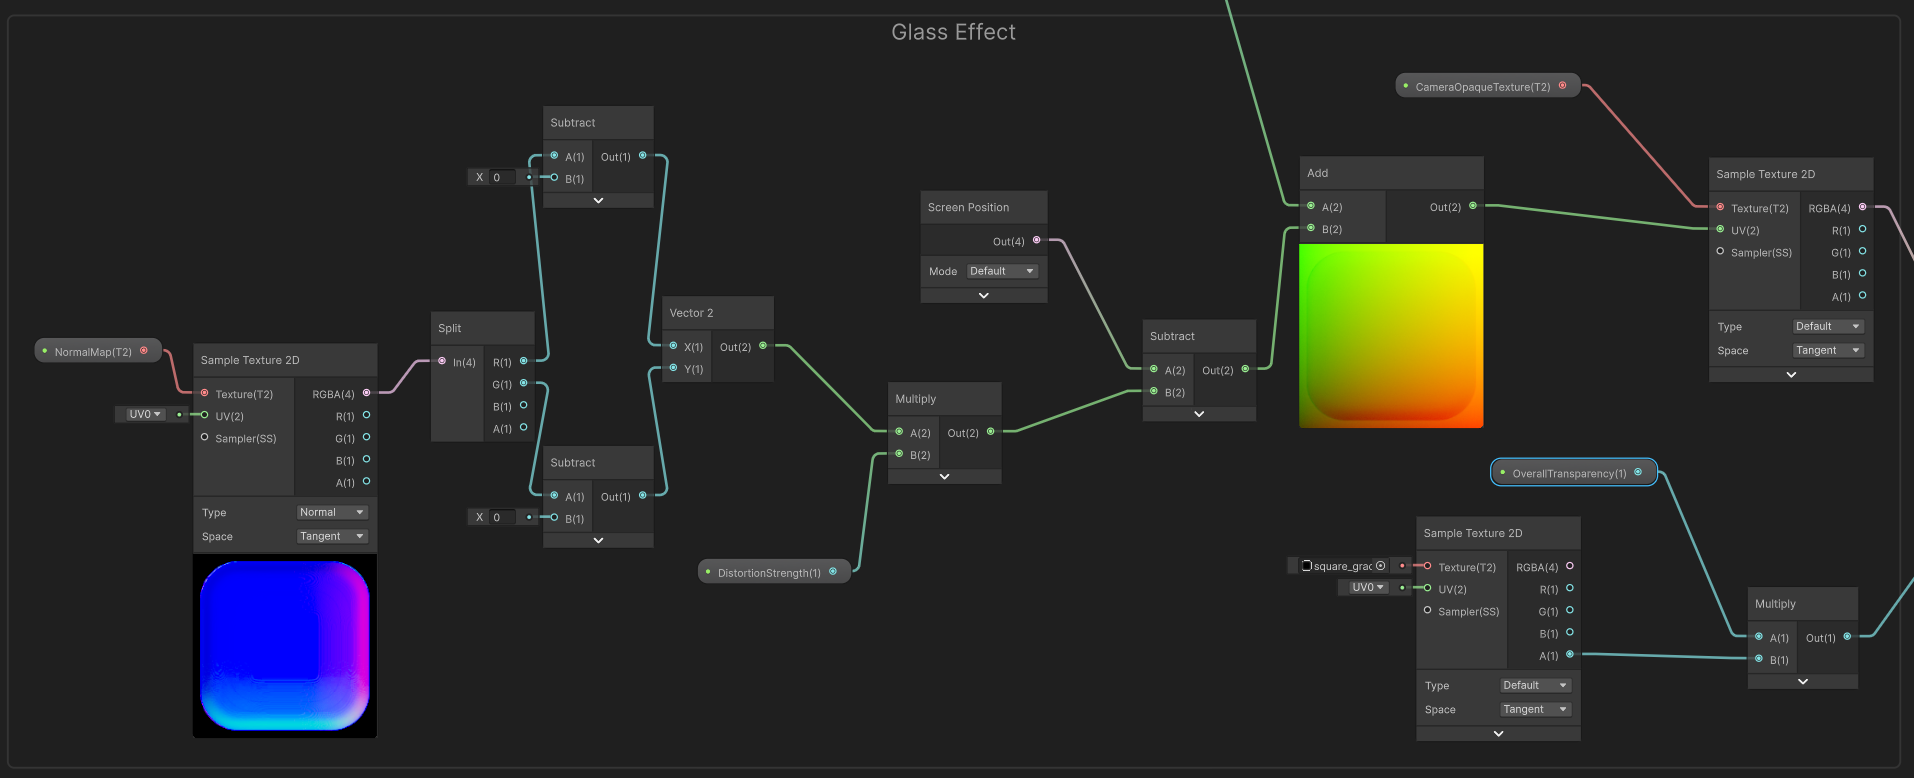 Glass Effect
NormalMap(T2)
Sample Texture 2D
Texture(T2)
RGBA(4)
UV0
UV(2)
R(1)
Sampler(SS)
G(1)
B(1)
A(1)
Type
Normal
Space
Tangent
Split
In(4)
R(1)
G(1)
B(1)
A(1)
Subtract
A(1)
Out(1)
X 0
B(1)
Subtract
A(1)
Out(1)
X 0
B(1)
Vector 2
X(1)
Out(2)
Y(1)
DistortionStrength(1)
Multiply
A(2)
Out(2)
B(2)
Screen Position
Out(4)
Mode
Default
Subtract
A(2)
Out(2)
B(2)
Add
A(2)
Out(2)
B(2)
CameraOpaqueTexture(T2)
Sample Texture 2D
Texture(T2)
RGBA(4)
UV(2)
R(1)
Sampler(SS)
G(1)
B(1)
A(1)
Type
Default
Space
Tangent
OverallTransparency(1)
Sample Texture 2D
square_grac
Texture(T2)
RGBA(4)
UV0
UV(2)
R(1)
Sampler(SS)
G(1)
B(1)
A(1)
Type
Default
Space
Tangent
Multiply
A(1)
Out(1)
B(1)